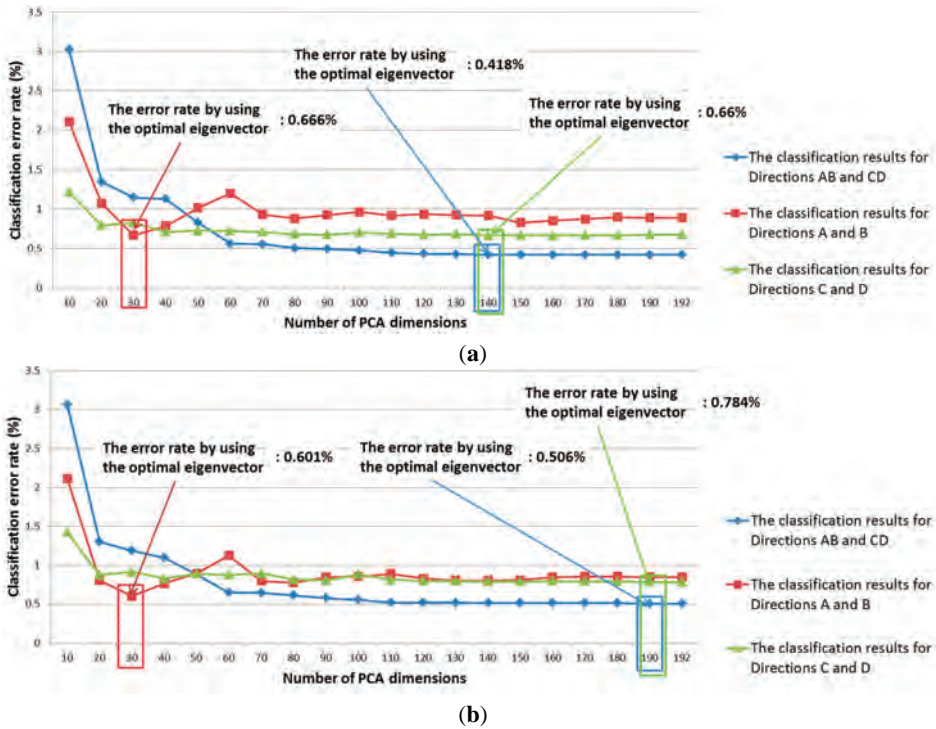 3.5
3
2.5
2
1.5
1
0.5
0
Classification error rate (%)
The error rate by using
the optimal eigenvector : 0.666%
The error rate by using
the optimal eigenvector : 0.418%
The error rate by using
the optimal eigenvector : 0.66%
10 20 30 40 50 60 70 80 90 100 110 120 130 140 150 160 170 180 190 192
Number of PCA dimensions
The classification results for
Directions AB and CD
The classification results for
Directions A and B
The classification results for
Directions C and D
(a)
3.5
3
2.5
2
1.5
1
0.5
0
Classification error rate (%)
The error rate by using
the optimal eigenvector : 0.601%
The error rate by using
the optimal eigenvector : 0.506%
The error rate by using
the optimal eigenvector : 0.784%
10 20 30 40 50 60 70 80 90 100 110 120 130 140 150 160 170 180 190 192
Number of PCA dimensions
The classification results for
Directions AB and CD
The classification results for
Directions A and B
The classification results for
Directions C and D
(b)